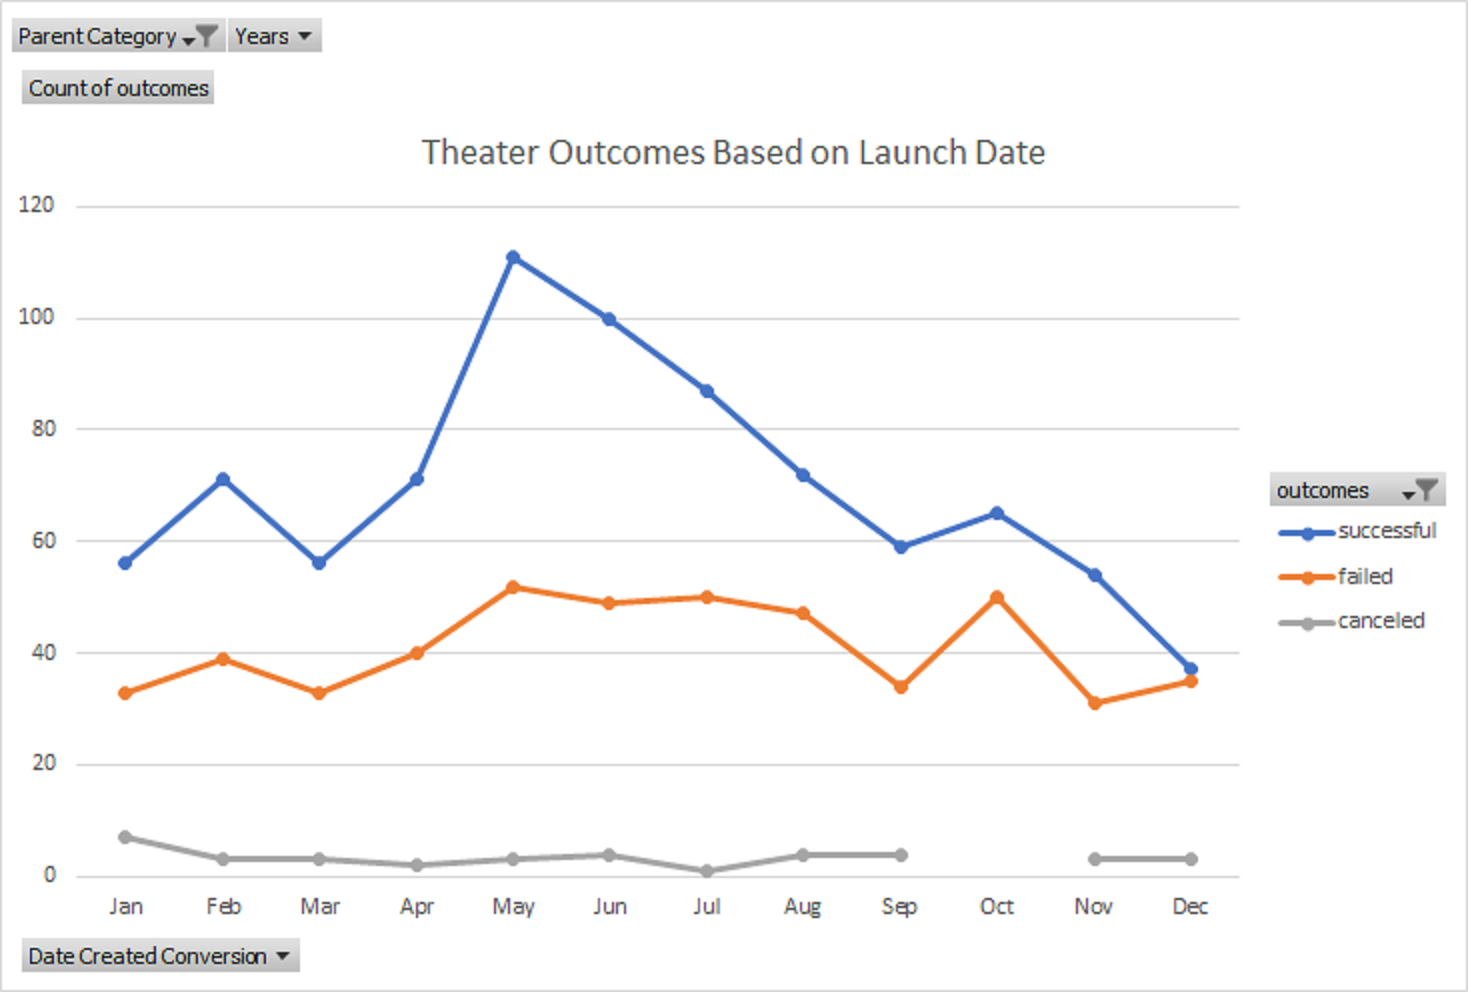 Parent Category Years
Count of outcomes
Theater Outcomes Based on Launch Date
120
100
80
60
40
20
0
Jan Feb Mar Apr May Jun Jul Aug Sep Oct Nov Dec
outcomes
successful
failed
canceled
Date Created Conversion